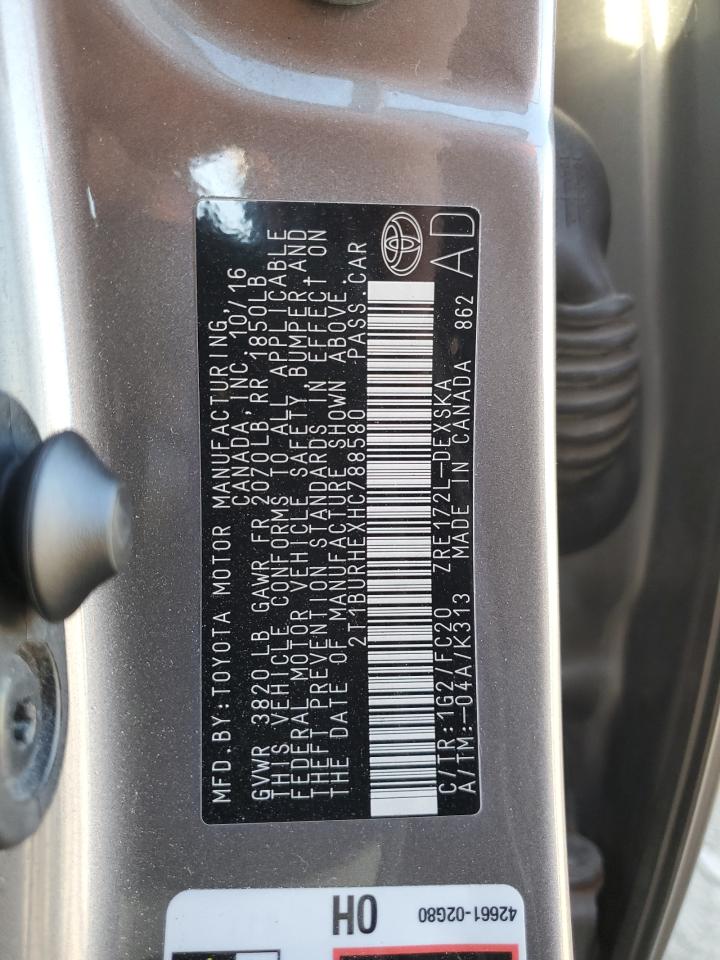 MFD.BY:TOYOTA MOTOR MANUFACTURING,
CANADA, INC. 10/16
GVWR 3820LB GAWR FR 2070LB, RR 1850LB
THIS VEHICLE CONFORMS TO ALL APPLICABLE
FEDERAL MOTOR VEHICLE SAFETY, BUMPER, AND
THEFT PREVENTION STANDARDS IN EFFECT ON
THE DATE OF MANUFACTURE SHOWN ABOVE.
2T1BURHEXHC788580 PASS. CAR
C/TR:1G2/FC20 ZRE172L-DEXSKA
A/TM:-04A/K313 MADE IN CANADA 862
AD
OH
42661-02G80